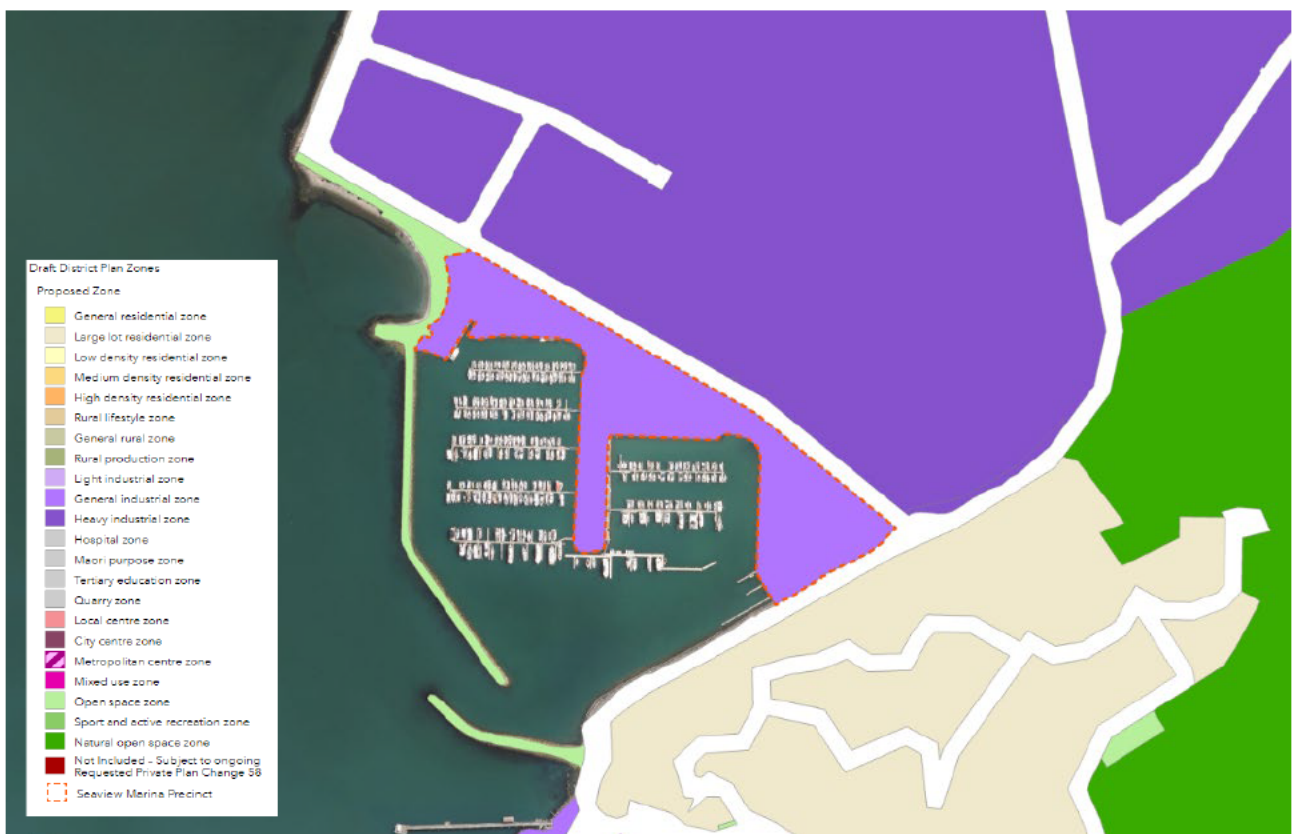 Draft District Plan Zones
Proposed Zone
General residential zone
Large lot residential zone
Low density residential zone
Medium density residential zone
High density residential zone
Rural lifestyle zone
General rural zone
Rural production zone
Light industrial zone
General industrial zone
Heavy industrial zone
Hospital zone
Maori purpose zone
Tertiary education zone
Quarry zone
Local centre zone
City centre zone
Metropolitan centre zone
Mixed use zone
Open space zone
Sport and active recreation zone
Natural open space zone
Not Included - Subject to ongoing
Requested Private Plan Change 58
Seaview Marina Precinct